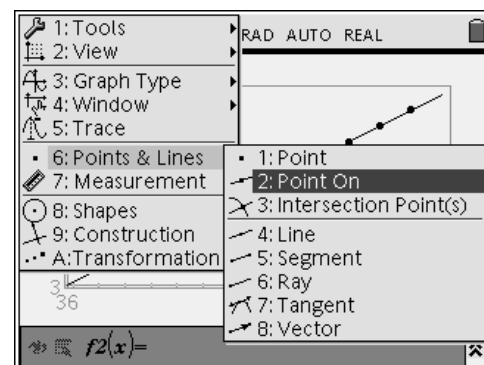 1: Tools
2: View
3: Graph Type
4: Window
5: Trace
6: Points & Lines
7: Measurement
8: Shapes
9: Construction
A:Transformation
RAD AUTO REAL
1: Point
2: Point On
3: Intersection Point(s)
4: Line
5: Segment
6: Ray
7: Tangent
8: Vector
3
36
f2(x)=